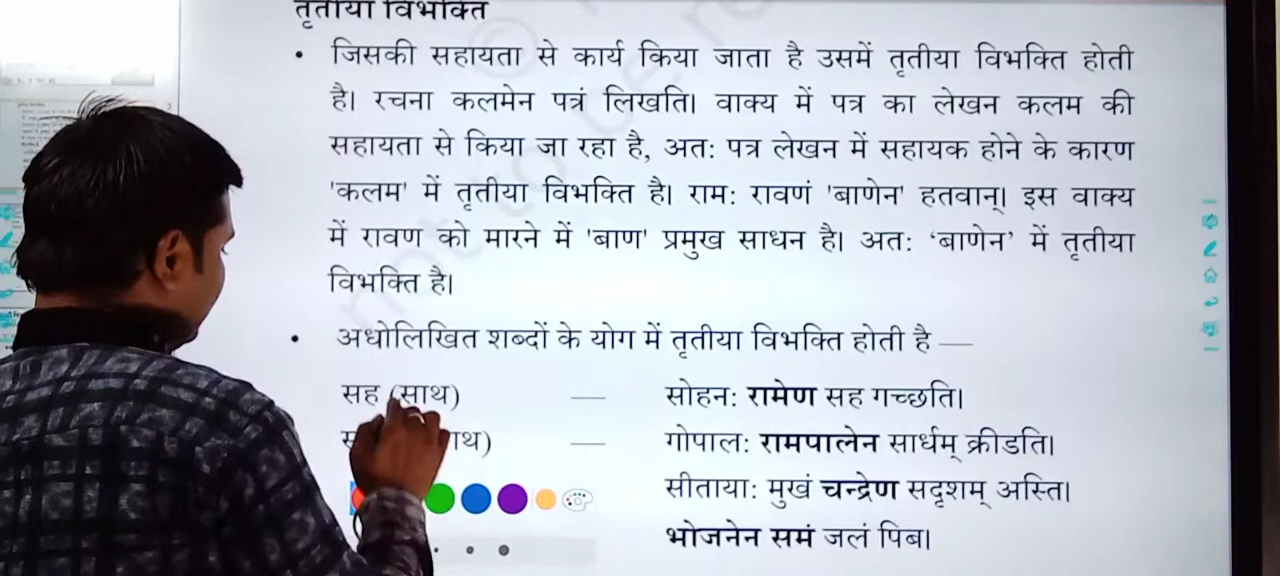 तृतीया विभक्ति
• जिसकी सहायता से कार्य किया जाता है उसमें तृतीया विभक्ति होती
है। रचना कलमेन पत्रं लिखति। वाक्य में पत्र का लेखन कलम की
सहायता से किया जा रहा है, अत: पत्र लेखन में सहायक होने के कारण
'कलम' में तृतीया विभक्ति है। राम: रावणं 'बाणेन' हतवान्। इस वाक्य
में रावण को मारने में 'बाण' प्रमुख साधन है। अत: ‘बाणेन’ में तृतीया
विभक्ति है।
• अधोलिखित शब्दों के योग में तृतीया विभक्ति होती है —
सह (साथ) — सोहन: रामेण सह गच्छति।
— गोपाल: रामपालेन सार्धम् क्रीडति।
सीताया: मुखं चन्द्रेण सदृशम् अस्ति।
भोजनेन समं जलं पिब।